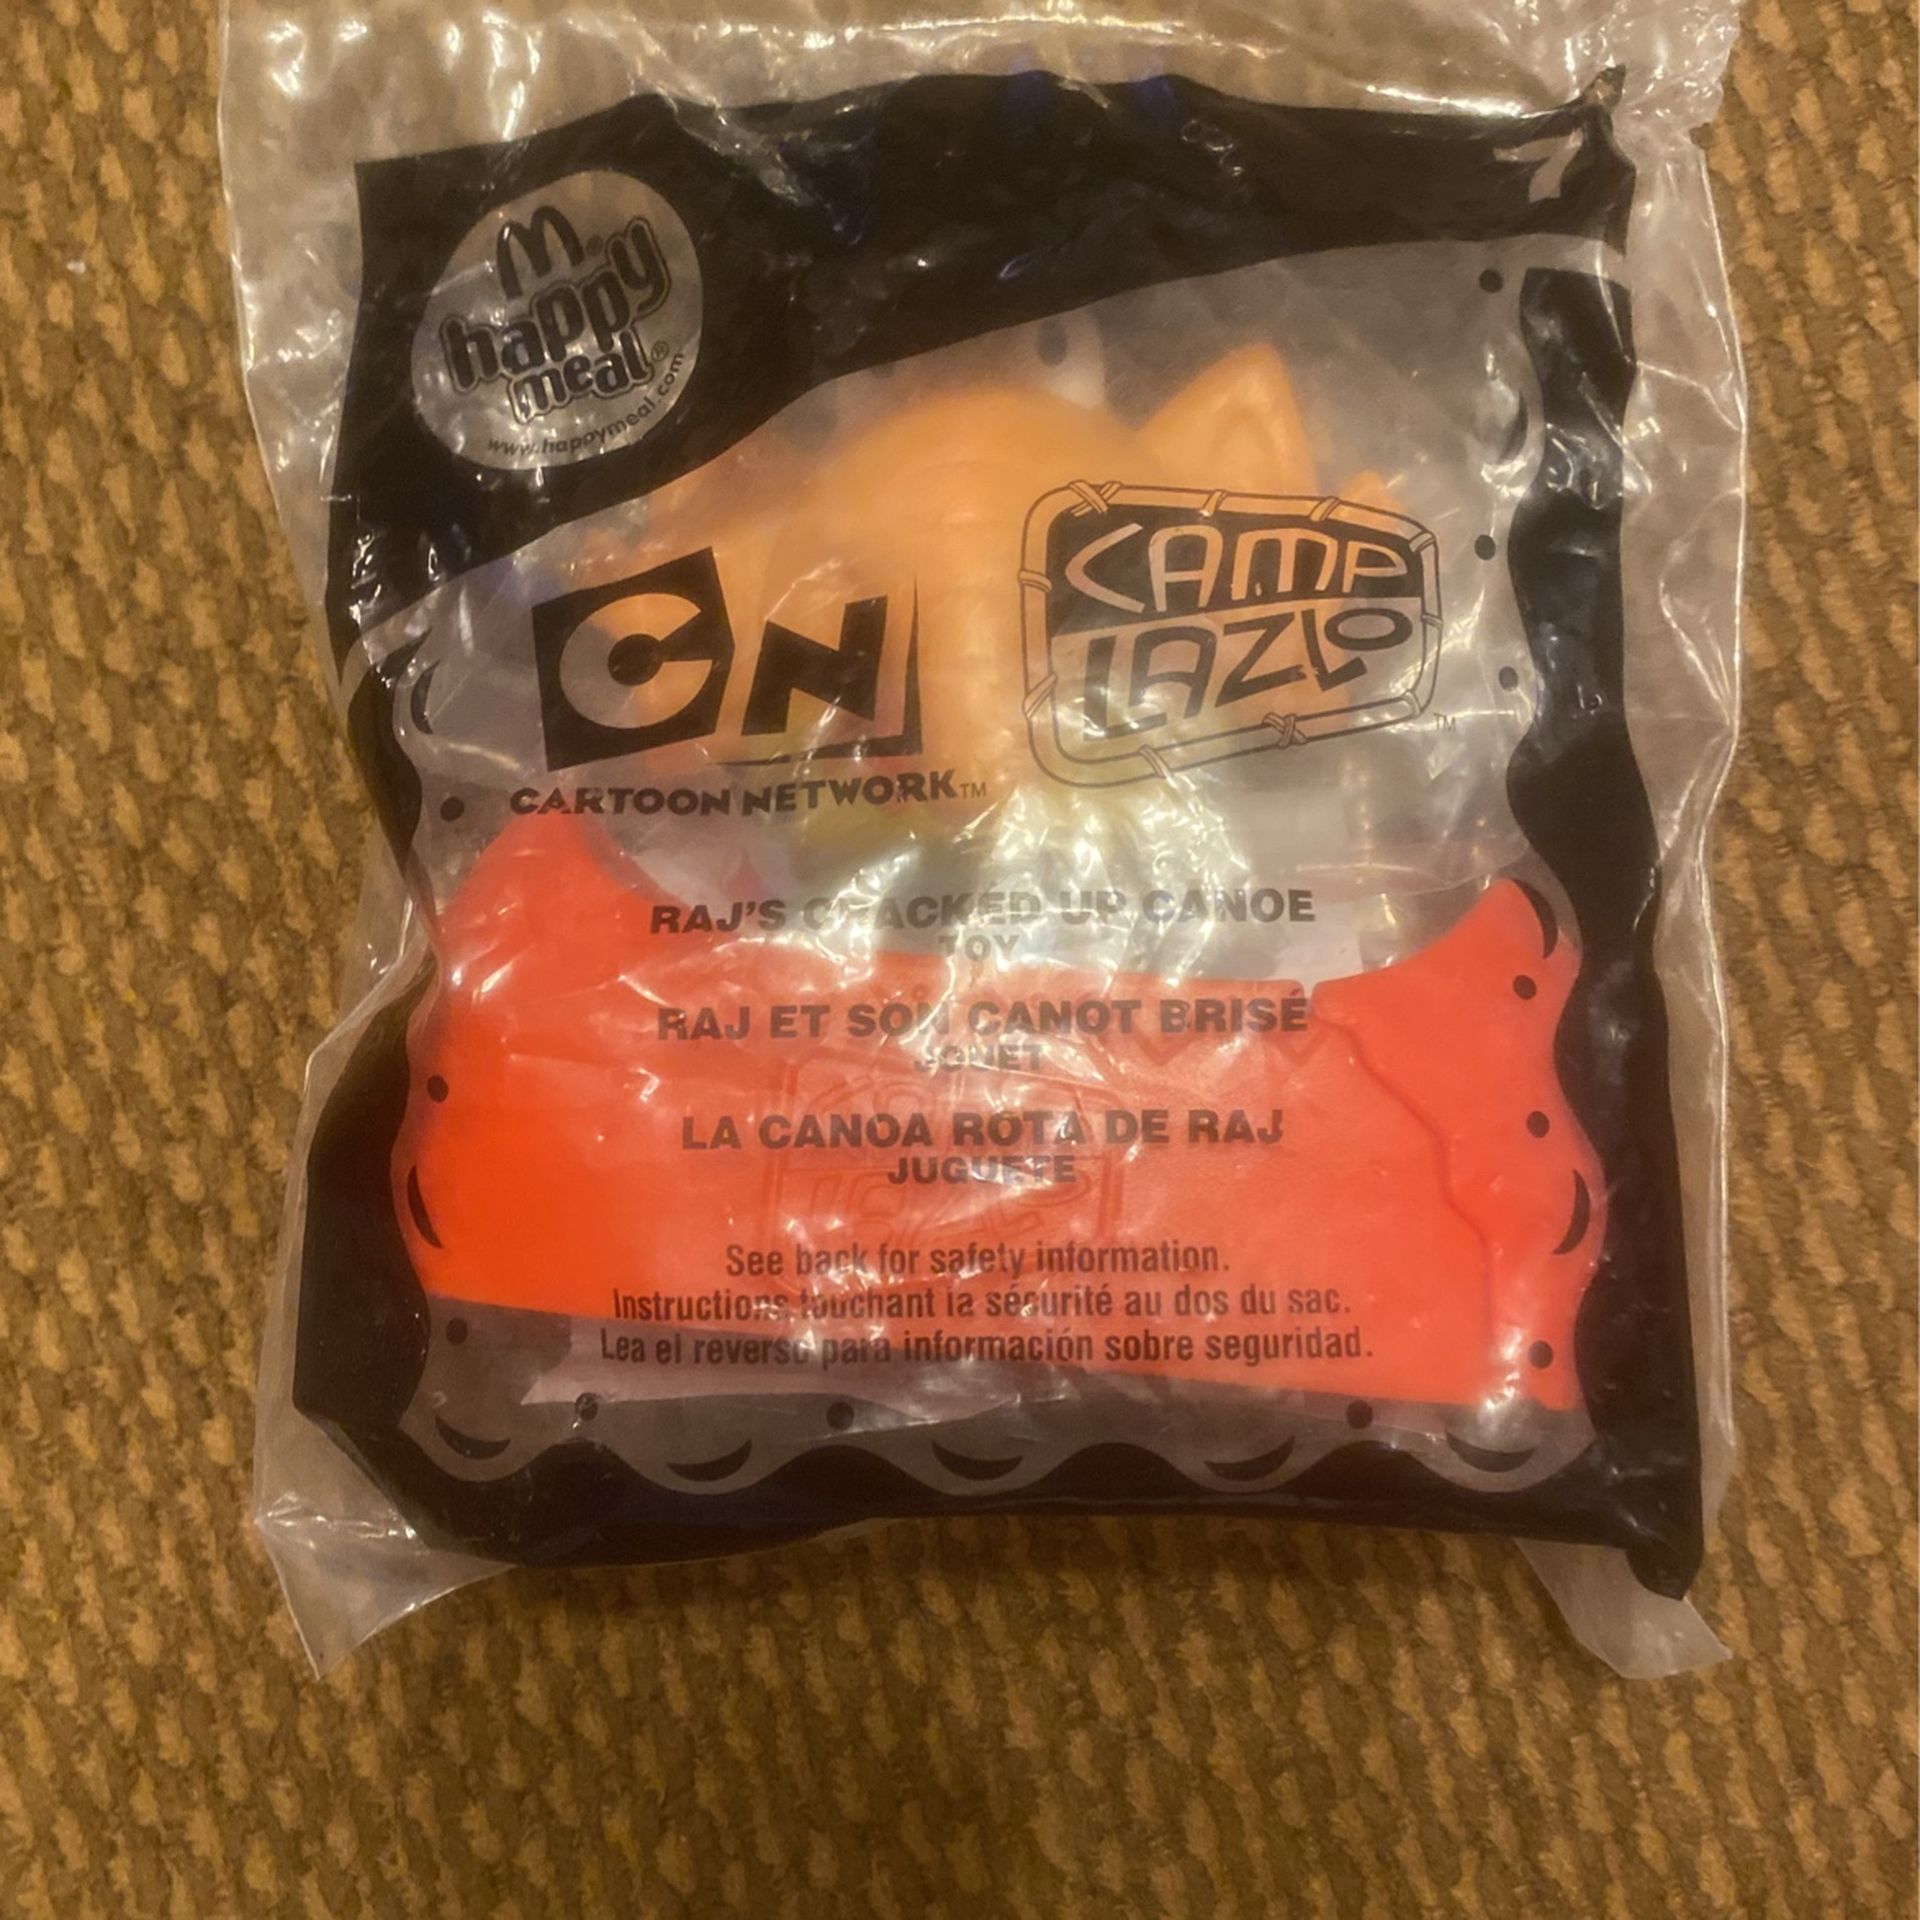 7
M®
happy
meal®
www.happymeal.com
CAMP
LAZLO™
CN
CARTOON NETWORK™
RAJ'S CRACKED UP CANOE
TOY
RAJ ET SON CANOT BRISÉ
JOUET
LA CANOA ROTA DE RAJ
JUGUETE
See back for safety information.
Instructions touchant la sécurité au dos du sac.
Lea el reverso para información sobre seguridad.